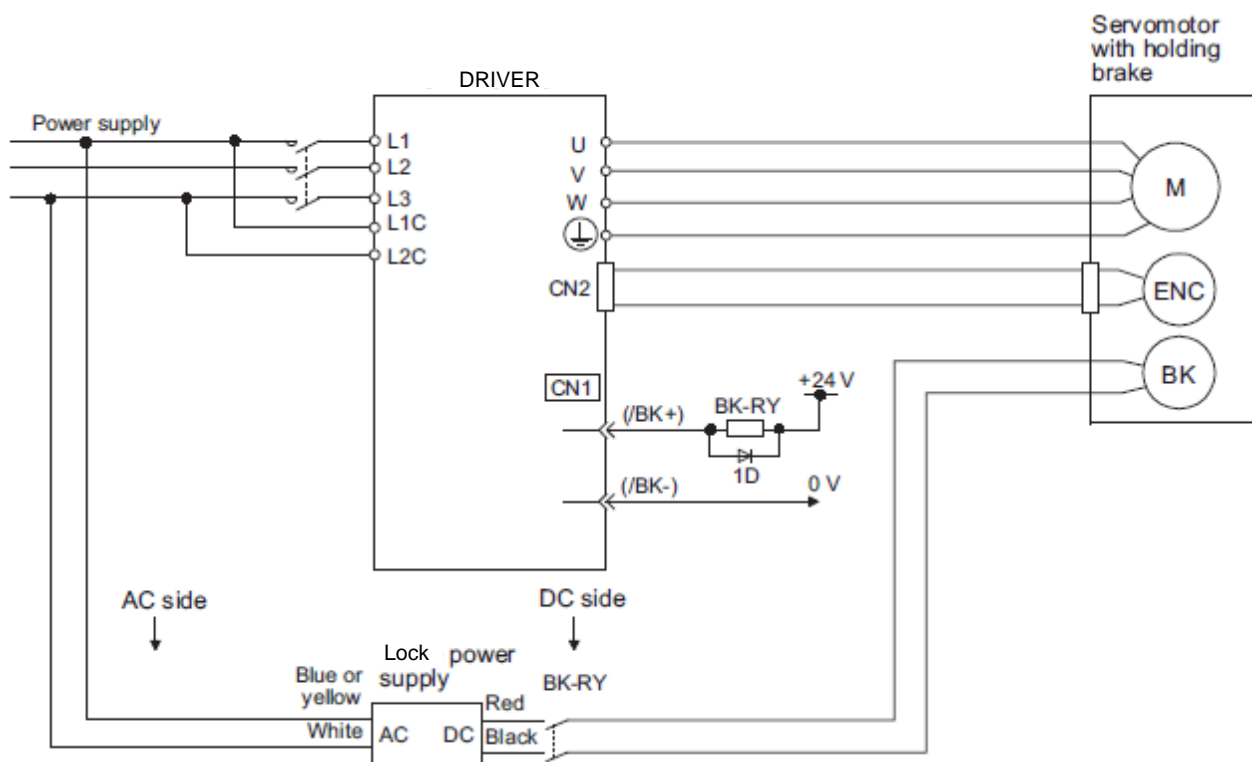 Servomotor
with holding
brake
DRIVER
Power supply
L1
L2
L3
L1C
L2C
U
V
W
M
CN2
ENC
CN1
BK
+24 V
(/BK+)
BK-RY
1D
(/BK-)
0 V
AC side
DC side
Lock power
supply
Blue or
yellow
White
AC
DC
Red
Black
BK-RY